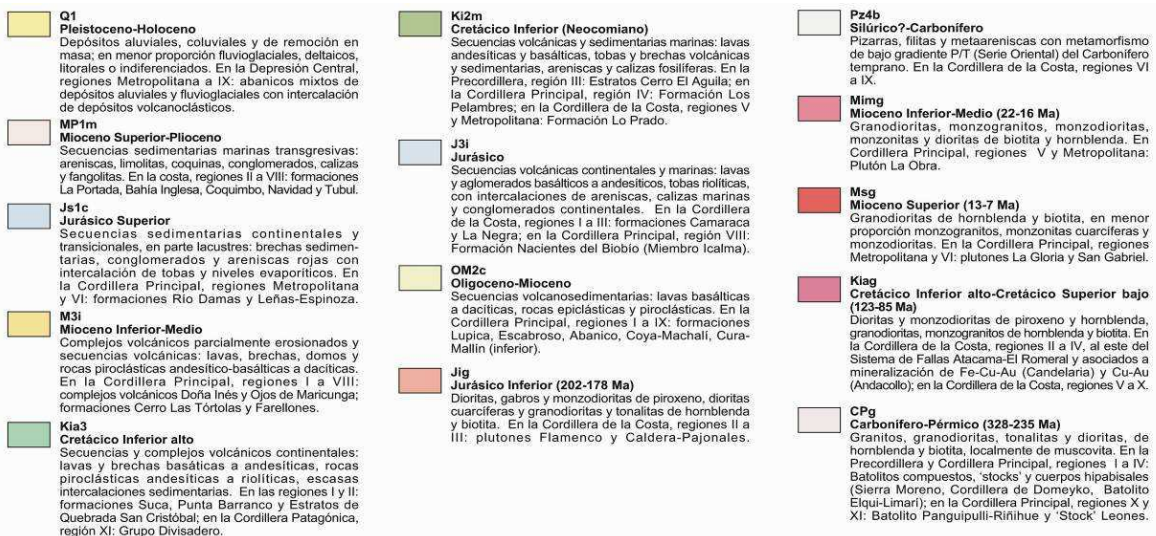 Q1
Pleistoceno-Holoceno
Depósitos aluviales, coluviales y de remoción en
masa; en menor proporción fluvioglaciales, deltaicos,
litorales o indiferenciados. En la Depresión Central,
regiones Metropolitana a IX: abanicos mixtos de
depósitos aluviales y fluvioglaciales con intercalación
de depósitos volcanoclásticos.
MP1m
Mioceno Superior-Plioceno
Secuencias sedimentarias marinas transgresivas:
areniscas, limolitas, coquinas, conglomerados, calizas
y fangolitas. En la costa, regiones II a VIII: formaciones
La Portada, Bahía Inglesa, Coquimbo, Navidad y Tubul.
Js1c
Jurásico Superior
Secuencias sedimentarias continentales y
transicionales, en parte lacustres: brechas sedimen-
tarias, conglomerados y areniscas rojas con
intercalación de tobas y niveles evaporíticos. En
la Cordillera Principal, regiones Metropolitana
y VI: formaciones Río Damas y Leñas-Espinoza.
M3i
Mioceno Inferior-Medio
Complejos volcánicos parcialmente erosionados y
secuencias volcánicas: lavas, brechas, domos y
rocas piroclásticas andesítico-basálticas a dacíticas.
En la Cordillera Principal, regiones I a VIII:
complejos volcánicos Doña Inés y Ojos de Maricunga;
formaciones Cerro Las Tórtolas y Farellones.
Kia3
Cretácico Inferior alto
Secuencias y complejos volcánicos continentales:
lavas y brechas basáticas a andesíticas, rocas
piroclásticas andesíticas a riolíticas, escasas
intercalaciones sedimentarias. En las regiones I y II:
formaciones Suca, Punta Barranco y Estratos de
Quebrada San Cristóbal; en la Cordillera Patagónica,
región XI: Grupo Divisadero.
Ki2m
Cretácico Inferior (Neocomiano)
Secuencias volcánicas y sedimentarias marinas: lavas
andesíticas y basálticas, tobas y brechas volcánicas
y sedimentarias, areniscas y calizas fosilíferas. En la
Precordillera, región III: Estratos Cerro El Aguila; en
la Cordillera Principal, región IV: Formación Los
Pelambres; en la Cordillera de la Costa, regiones V
y Metropolitana: Formación Lo Prado.
J3i
Jurásico
Secuencias volcánicas continentales y marinas: lavas
y aglomerados basálticos a andesíticos, tobas riolíticas,
con intercalaciones de areniscas, calizas marinas
y conglomerados continentales. En la Cordillera
de la Costa, regiones I a III: formaciones Camaraca
y La Negra; en la Cordillera Principal, región VIII:
Formación Nacientes del Biobío (Miembro Icalma).
OM2c
Oligoceno-Mioceno
Secuencias volcanosedimentarias: lavas basálticas
a dacíticas, rocas epiclásticas y piroclásticas. En la
Cordillera Principal, regiones I a IX: formaciones
Lupica, Escabroso, Abanico, Coya-Machalí, Cura-
Mallín (inferior).
Jig
Jurásico Inferior (202-178 Ma)
Dioritas, gabros y monzodioritas de piroxeno, dioritas
cuarcíferas y granodioritas y tonalitas de hornblenda
y biotita. En la Cordillera de la Costa, regiones II a
III: plutones Flamenco y Caldera-Pajonales.
Pz4b
Silúrico?-Carbonífero
Pizarras, filitas y metaareniscas con metamorfismo
de bajo gradiente P/T (Serie Oriental) del Carbonífero
temprano. En la Cordillera de la Costa, regiones VI
a IX.
Mimg
Mioceno Inferior-Medio (22-16 Ma)
Granodioritas, monzogranitos, monzodioritas,
monzonitas y dioritas de biotita y hornblenda. En
Cordillera Principal, regiones V y Metropolitana:
Plutón La Obra.
Msg
Mioceno Superior (13-7 Ma)
Granodioritas de hornblenda y biotita, en menor
proporción monzogranitos, monzonitas cuarcíferas y
monzodioritas. En la Cordillera Principal, regiones
Metropolitana y VI: plutones La Gloria y San Gabriel.
Kiag
Cretácico Inferior alto-Cretácico Superior bajo
(123-85 Ma)
Dioritas y monzodioritas de piroxeno y hornblenda,
granodioritas, monzogranitos de hornblenda y biotita. En
la Cordillera de la Costa, regiones II a IV, al este del
Sistema de Fallas Atacama-El Romeral y asociados a
mineralización de Fe-Cu-Au (Candelaria) y Cu-Au
(Andacollo); en la Cordillera de la Costa, regiones V a X.
CPg
Carbonífero-Pérmico (328-235 Ma)
Granitos, granodioritas, tonalitas y dioritas, de
hornblenda y biotita, localmente de muscovita. En la
Precordillera y Cordillera Principal, regiones I a IV:
Batolitos compuestos, 'stocks' y cuerpos hipabisales
(Sierra Moreno, Cordillera de Domeyko, Batolito
Elqui-Limarí); en la Cordillera Principal, regiones X y
XI: Batolito Panguipulli-Riñihue y 'Stock' Leones.